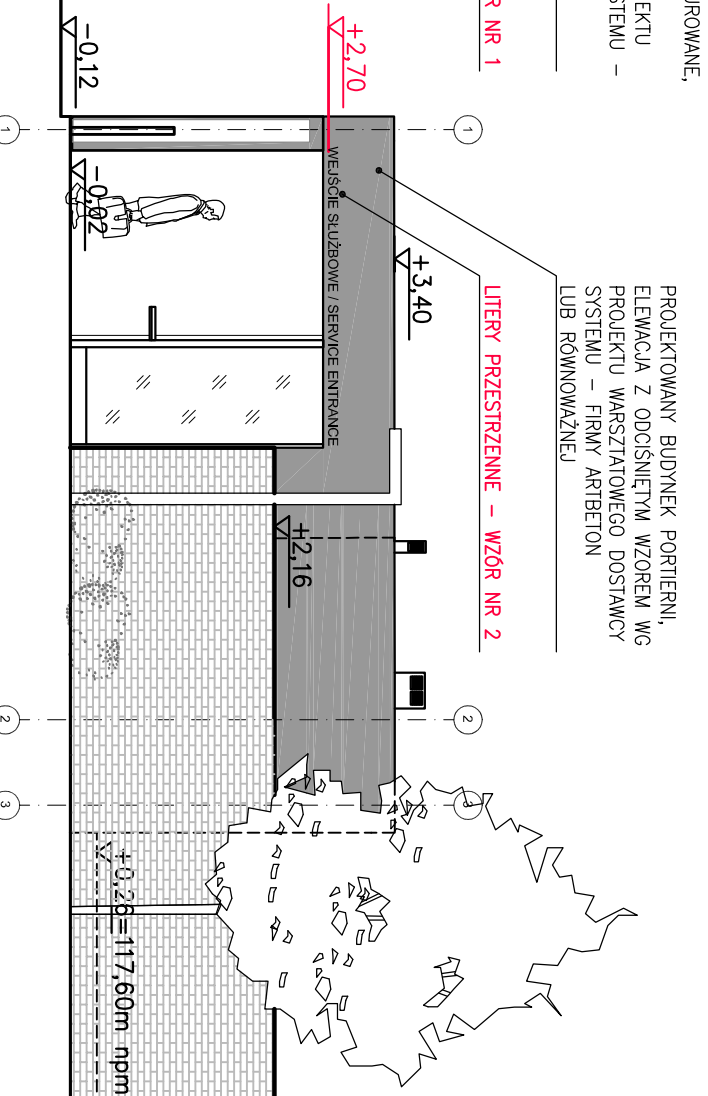 UROWANE,
EKTU
STEMU –
R NR 1
PROJEKTOWANY BUDYNEK PORTIERNI,
ELEWACJA Z ODCIŚNIĘTYM WZOREM WG
PROJEKTU WARSZTATOWEGO DOSTAWCY
SYSTEMU – FIRMY ARTBETON
LUB RÓWNOWAŻNEJ
LITERY PRZESTRZENNE – WZÓR NR 2
1
2
3
+3,40
+2,70
WEJŚCIE SŁUŻBOWE / SERVICE ENTRANCE
+2,16
-0,12
-0,02
+0,26=117,60m npm
1
2
3